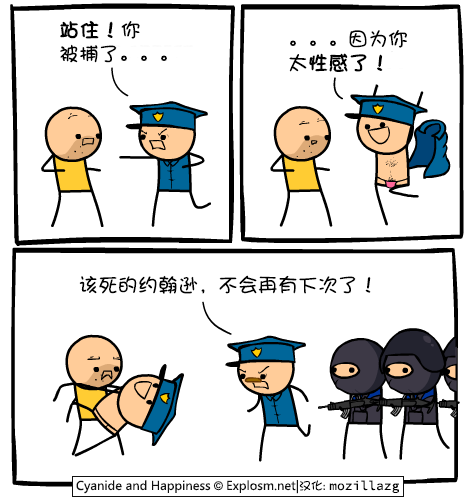 站住！你
被捕了。。。
。。。因为你
太性感了！
该死的约翰逊，不会再有下次了！
Cyanide and Happiness © Explosm.net|汉化: mozillazg